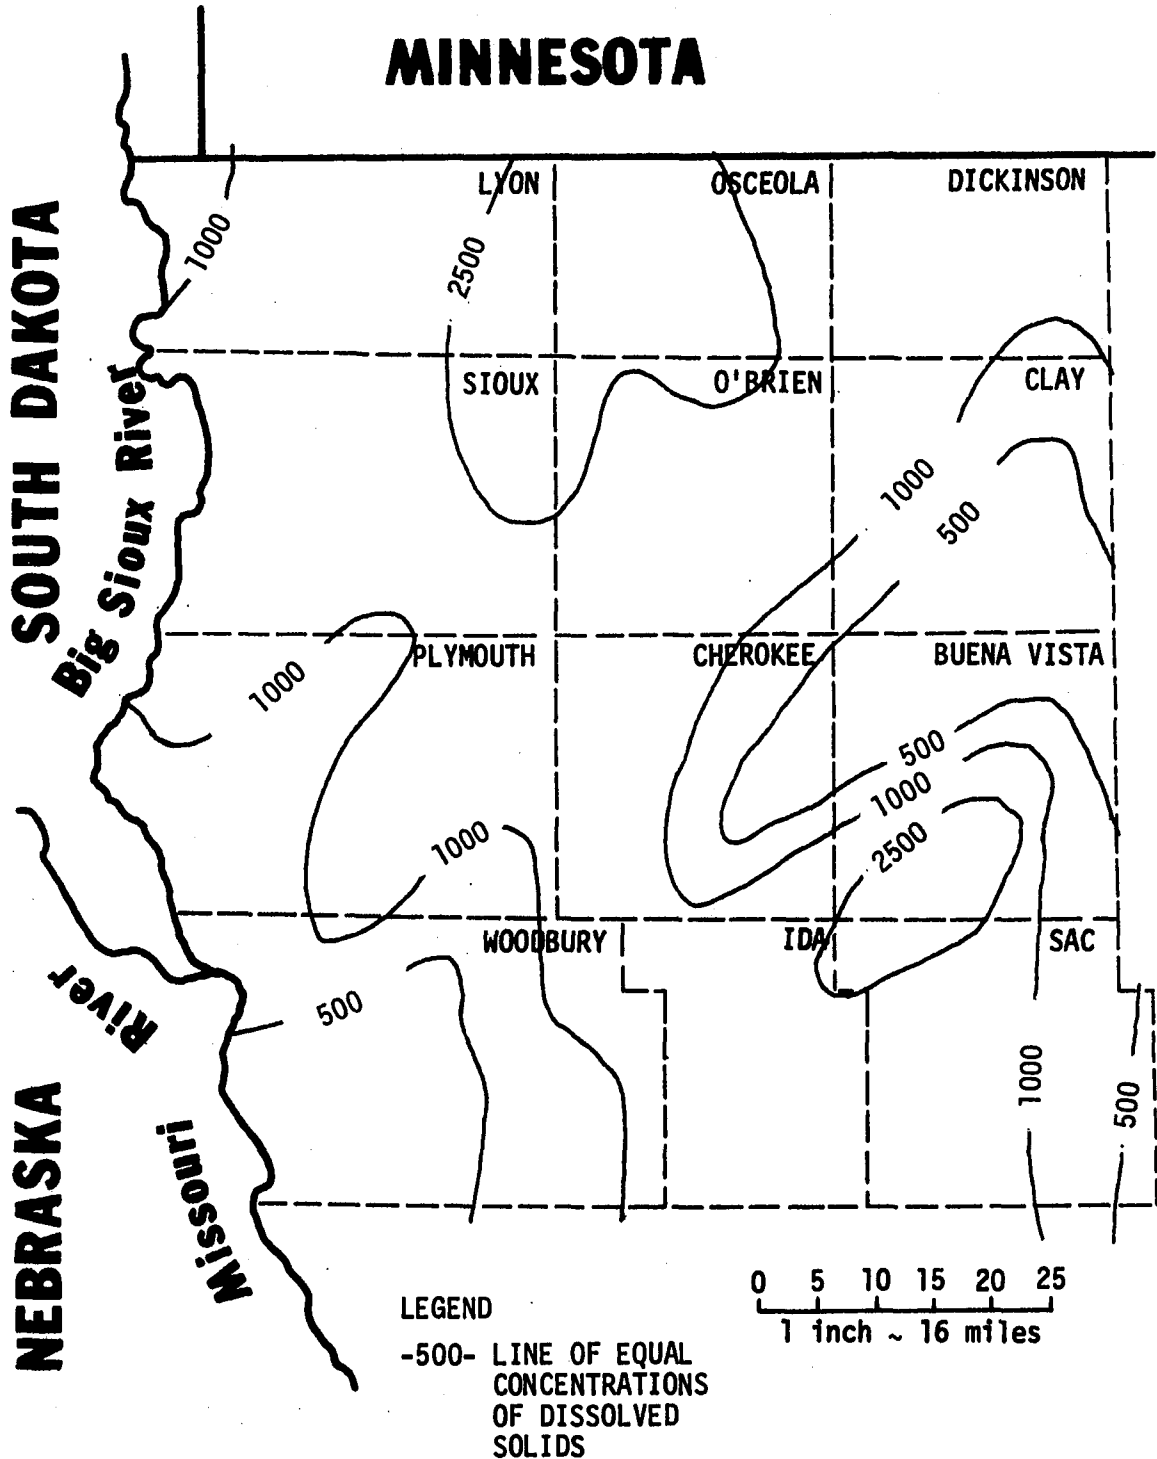 MINNESOTA
LYON
OSCEOLA
DICKINSON
1000
2500
SOUTH DAKOTA
SIOUX
O'BRIEN
CLAY
Big Sioux River
1000
500
PLYMOUTH
CHEROKEE
BUENA VISTA
1000
500
1000
1000
2500
WOODBURY
IDA
SAC
River
500
1000
500
NEBRASKA
Missouri
0 5 10 15 20 25
1 inch ~ 16 miles
LEGEND
-500- LINE OF EQUAL
CONCENTRATIONS
OF DISSOLVED
SOLIDS